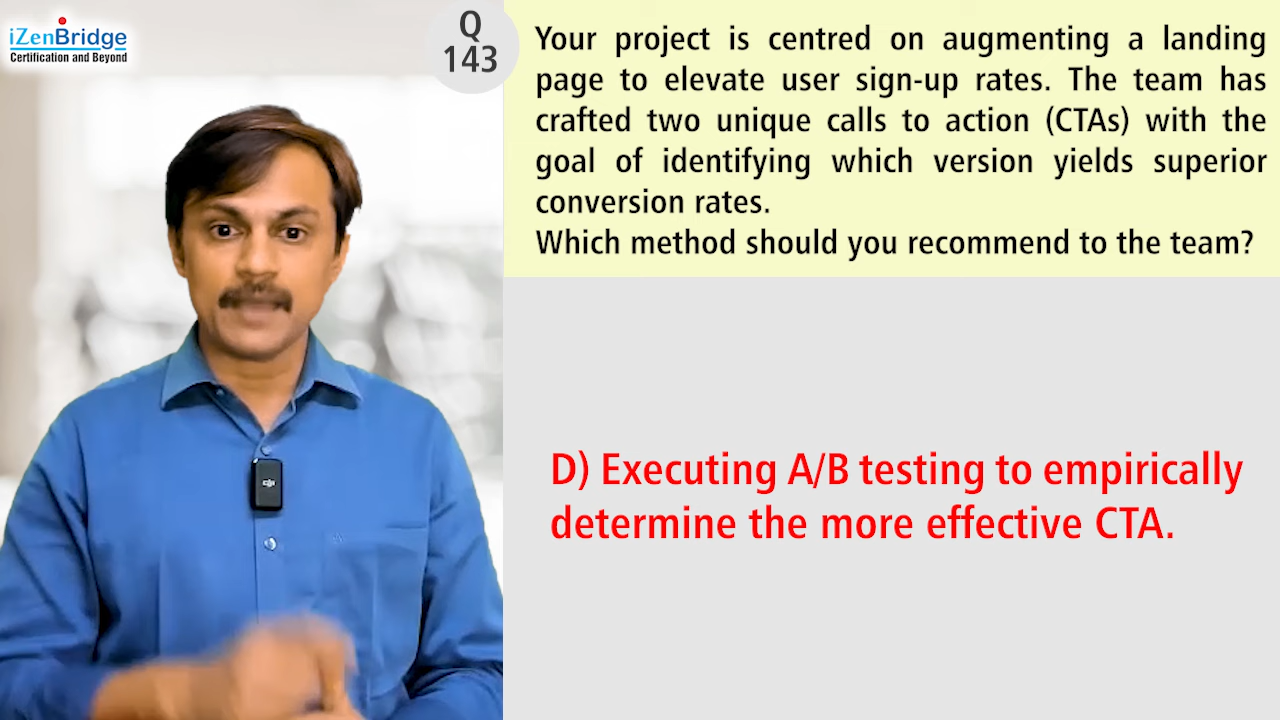 iZenBridge
Certification and Beyond
Q
143
Your project is centred on augmenting a landing
page to elevate user sign-up rates. The team has
crafted two unique calls to action (CTAs) with the
goal of identifying which version yields superior
conversion rates.
Which method should you recommend to the team?
D) Executing A/B testing to empirically
determine the more effective CTA.
dji